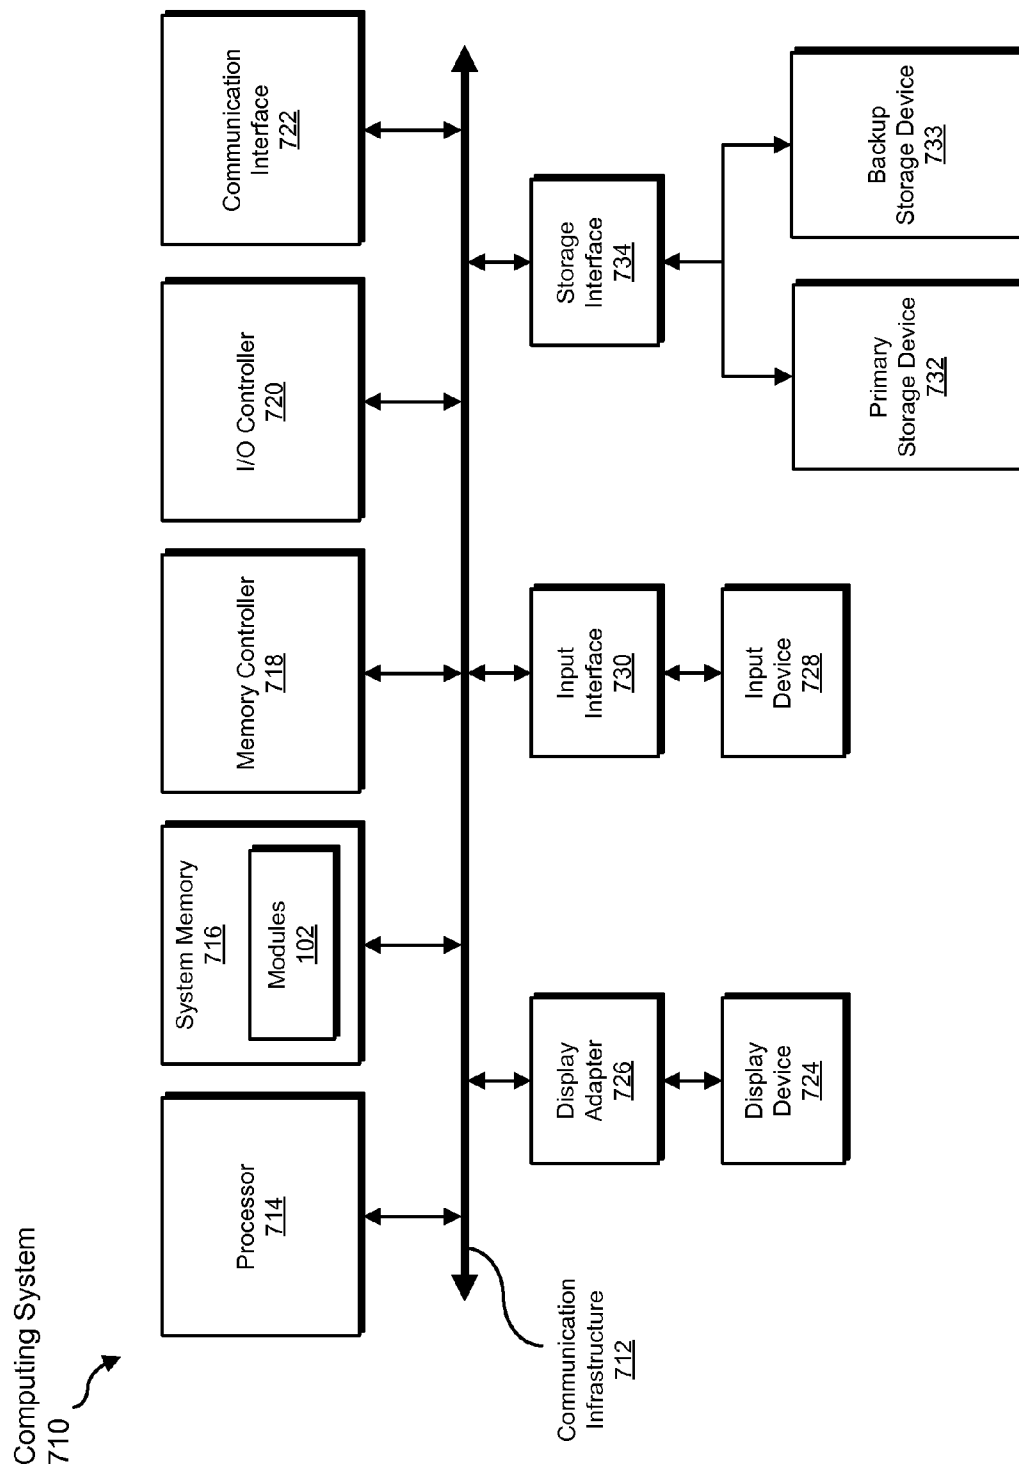 Computing System
710
Processor
714
System Memory
716
Modules
102
Memory Controller
718
I/O Controller
720
Communication
Interface
722
Communication
Infrastructure
712
Display
Adapter
726
Input
Interface
730
Storage
Interface
734
Display
Device
724
Input
Device
728
Primary
Storage Device
732
Backup
Storage Device
733